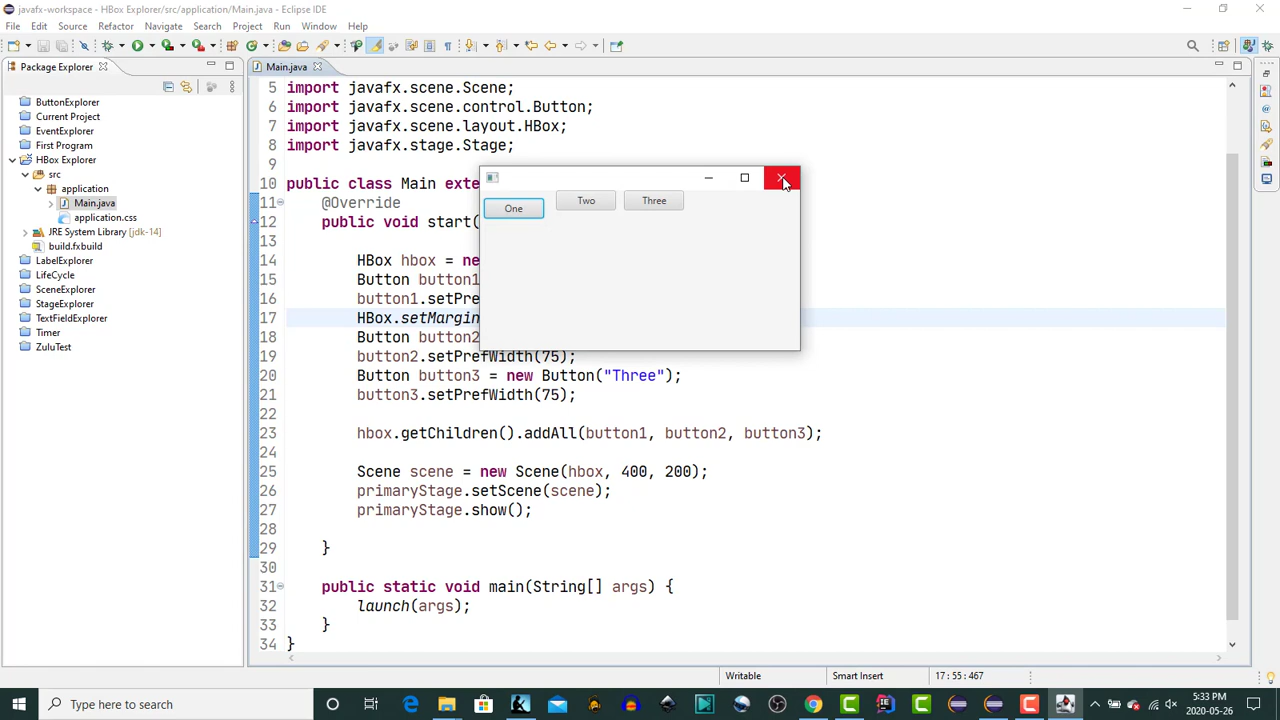 javafx-workspace - HBox Explorer/src/application/Main.java - Eclipse IDE
File Edit Source Refactor Navigate Search Project Run Window Help
Package Explorer
Main.java
ButtonExplorer
Current Project
EventExplorer
First Program
HBox Explorer
src
application
Main.java
application.css
JRE System Library [jdk-14]
build.fxbuild
LabelExplorer
LifeCycle
SceneExplorer
StageExplorer
TextFieldExplorer
Timer
ZuluTest
5 import javafx.scene.Scene;
6 import javafx.scene.control.Button;
7 import javafx.scene.layout.HBox;
8 import javafx.stage.Stage;
9
10 public class Main exte
11 @Override
12 public void start(
13
14 HBox hbox = ne
15 Button button1
16 button1.setPre
17 HBox.setMargin
18 Button button2
19 button2.setPrefWidth(75);
20 Button button3 = new Button("Three");
21 button3.setPrefWidth(75);
22
23 hbox.getChildren().addAll(button1, button2, button3);
24
25 Scene scene = new Scene(hbox, 400, 200);
26 primaryStage.setScene(scene);
27 primaryStage.show();
28
29 }
30
31 public static void main(String[] args) {
32 launch(args);
33 }
34 }
One Two Three
Writable Smart Insert 17 : 55 : 467
Type here to search
5:33 PM
2020-05-26